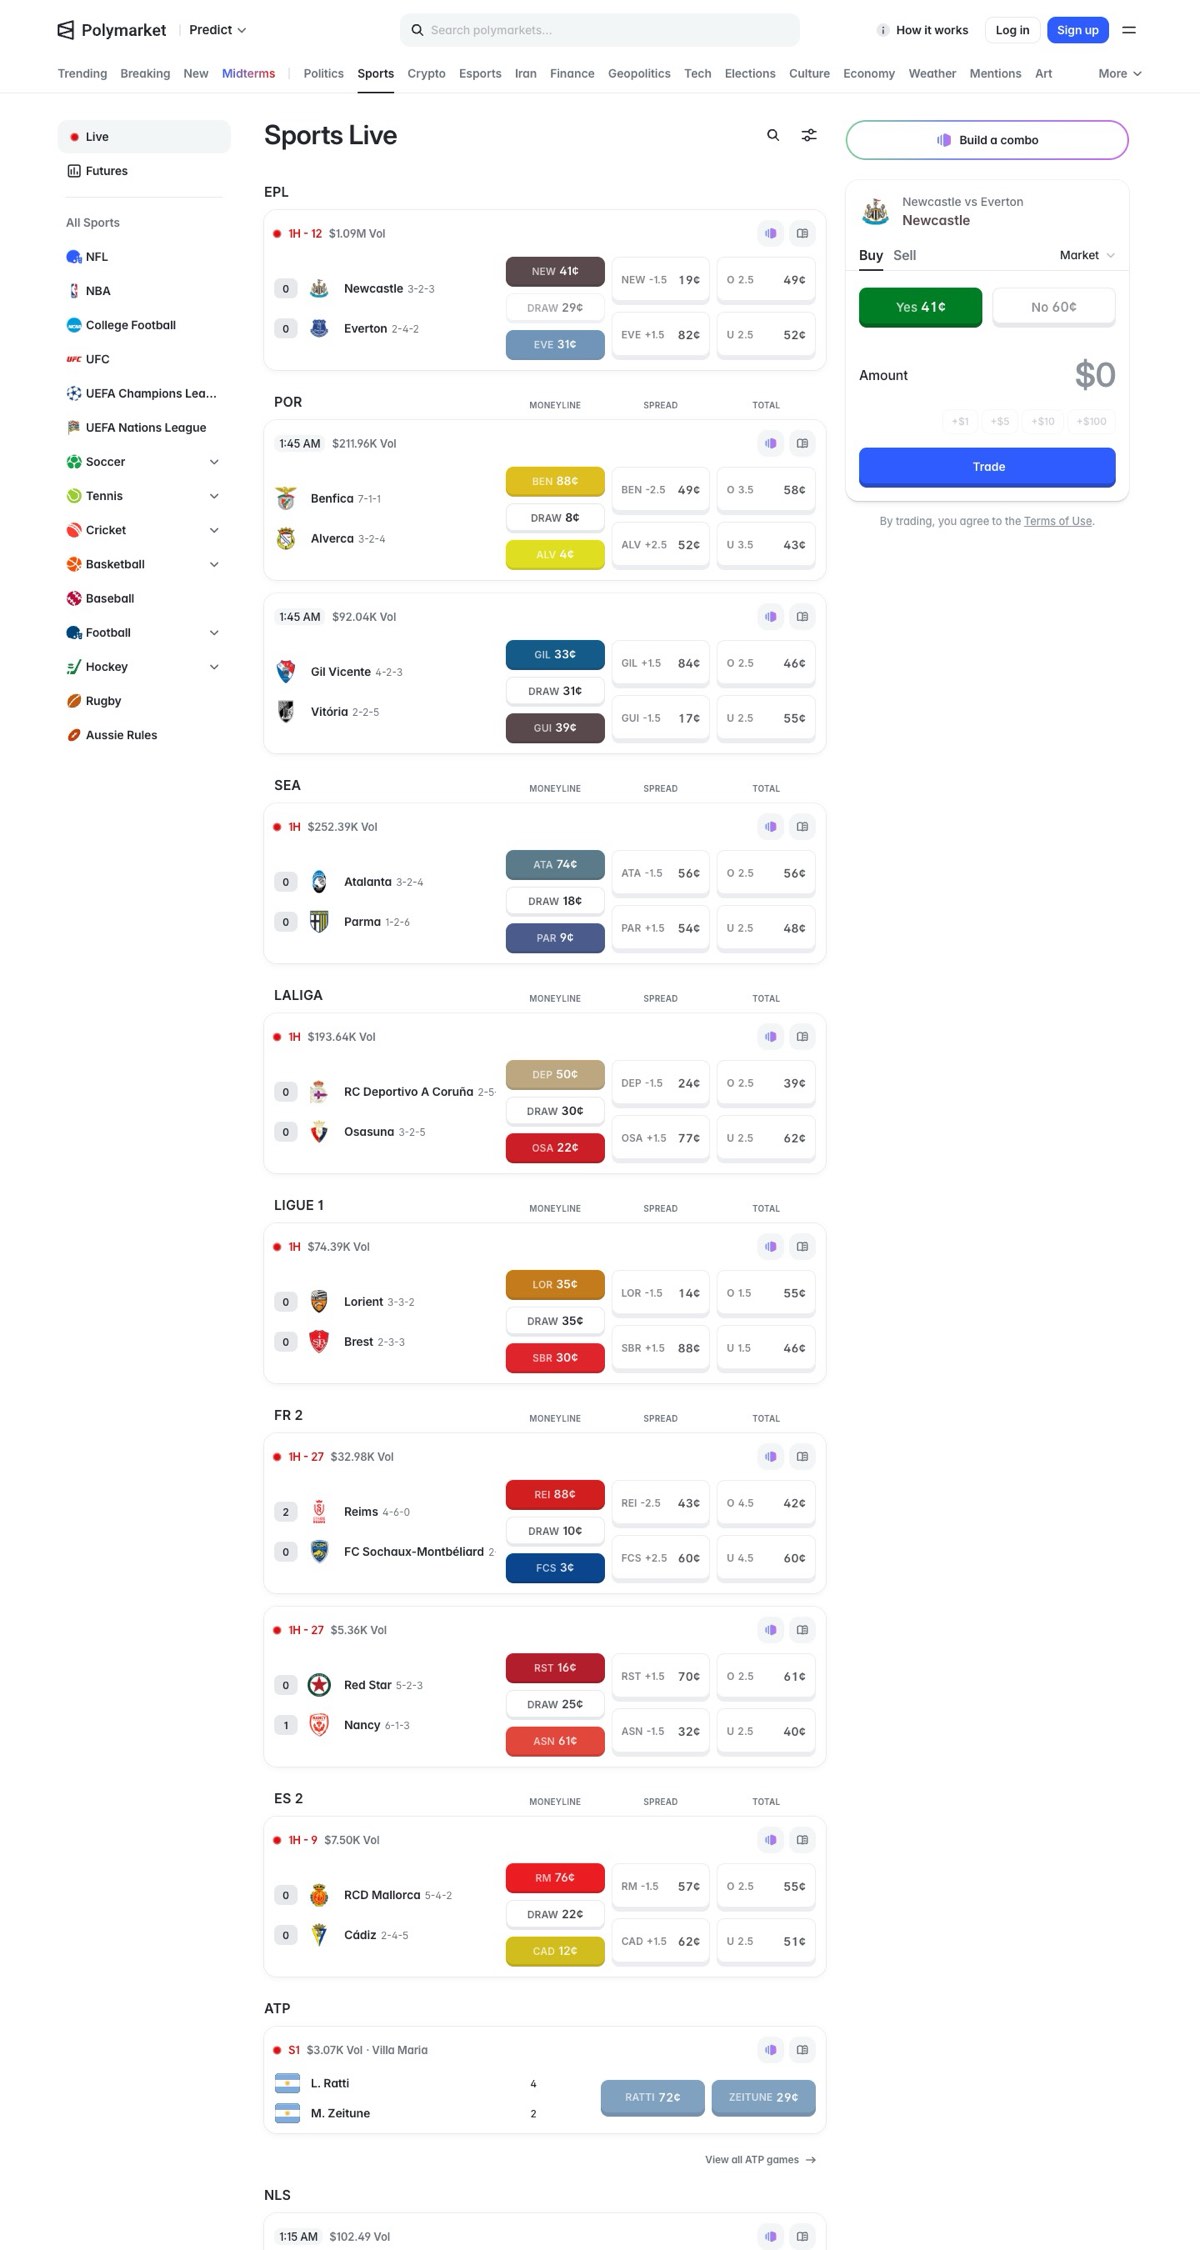 Polymarket
Predict
Search polymarkets...
How it works
Log in
Sign up
Trending Breaking New Midterms Politics Sports Crypto Esports Iran Finance Geopolitics Tech Elections Culture Economy Weather Mentions Art More
Live
Futures
All Sports
NFL
NBA
College Football
UFC
UEFA Champions Lea...
UEFA Nations League
Soccer
Tennis
Cricket
Basketball
Baseball
Football
Hockey
Rugby
Aussie Rules
Sports Live
EPL
1H - 12 $1.09M Vol
0 Newcastle 3-2-3
0 Everton 2-4-2
NEW 41¢
DRAW 29¢
EVE 31¢
NEW -1.5 19¢
EVE +1.5 82¢
O 2.5 49¢
U 2.5 52¢
POR MONEYLINE SPREAD TOTAL
1:45 AM $211.96K Vol
Benfica 7-1-1
Alverca 3-2-4
BEN 88¢
DRAW 8¢
ALV 4¢
BEN -2.5 49¢
ALV +2.5 52¢
O 3.5 58¢
U 3.5 43¢
1:45 AM $92.04K Vol
Gil Vicente 4-2-3
Vitória 2-2-5
GIL 33¢
DRAW 31¢
GUI 39¢
GIL +1.5 84¢
GUI -1.5 17¢
O 2.5 46¢
U 2.5 55¢
SEA MONEYLINE SPREAD TOTAL
1H $252.39K Vol
0 Atalanta 3-2-4
0 Parma 1-2-6
ATA 74¢
DRAW 18¢
PAR 9¢
ATA -1.5 56¢
PAR +1.5 54¢
O 2.5 56¢
U 2.5 48¢
LALIGA MONEYLINE SPREAD TOTAL
1H $193.64K Vol
0 RC Deportivo A Coruña 2-5-
0 Osasuna 3-2-5
DEP 50¢
DRAW 30¢
OSA 22¢
DEP -1.5 24¢
OSA +1.5 77¢
O 2.5 39¢
U 2.5 62¢
LIGUE 1 MONEYLINE SPREAD TOTAL
1H $74.39K Vol
0 Lorient 3-3-2
0 Brest 2-3-3
LOR 35¢
DRAW 35¢
SBR 30¢
LOR -1.5 14¢
SBR +1.5 88¢
O 1.5 55¢
U 1.5 46¢
FR 2 MONEYLINE SPREAD TOTAL
1H - 27 $32.98K Vol
2 Reims 4-6-0
0 FC Sochaux-Montbéliard 2-
REI 88¢
DRAW 10¢
FCS 3¢
REI -2.5 43¢
FCS +2.5 60¢
O 4.5 42¢
U 4.5 60¢
1H - 27 $5.36K Vol
0 Red Star 5-2-3
1 Nancy 6-1-3
RST 16¢
DRAW 25¢
ASN 61¢
RST +1.5 70¢
ASN -1.5 32¢
O 2.5 61¢
U 2.5 40¢
ES 2 MONEYLINE SPREAD TOTAL
1H - 9 $7.50K Vol
0 RCD Mallorca 5-4-2
0 Cádiz 2-4-5
RM 76¢
DRAW 22¢
CAD 12¢
RM -1.5 57¢
CAD +1.5 62¢
O 2.5 55¢
U 2.5 51¢
ATP
S1 $3.07K Vol · Villa Maria
L. Ratti 4
M. Zeitune 2
RATTI 72¢
ZEITUNE 29¢
View all ATP games →
NLS
1:15 AM $102.49 Vol
Build a combo
Newcastle vs Everton
Newcastle
Buy Sell Market
Yes 41¢
No 60¢
Amount $0
+$1 +$5 +$10 +$100
Trade
By trading, you agree to the Terms of Use.